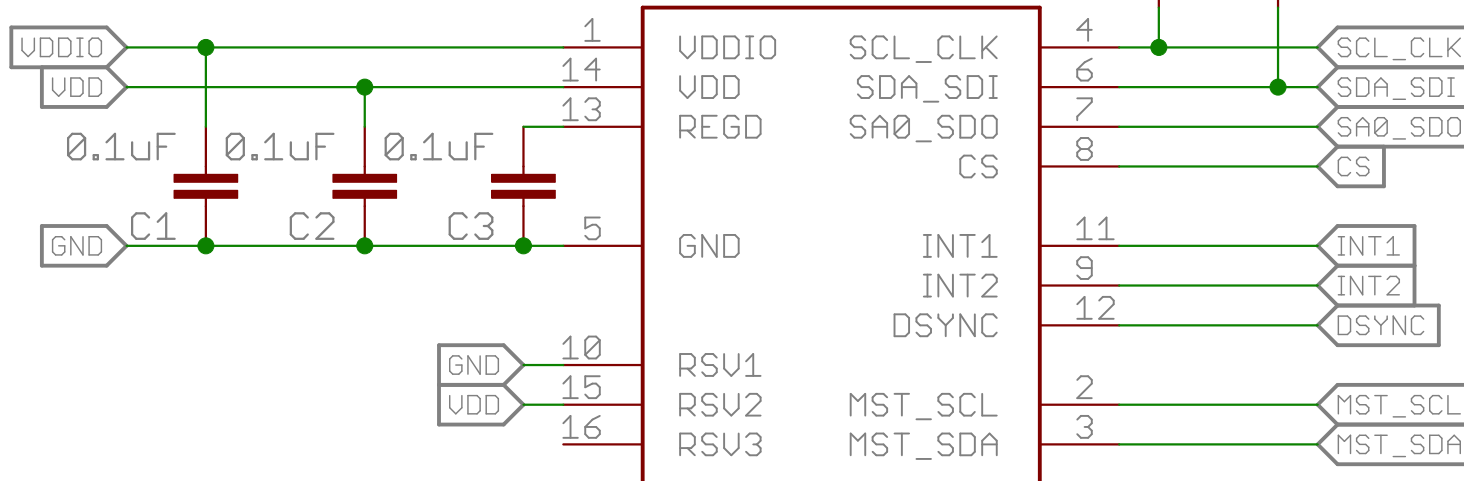 VDDIO 1 VDDIO SCL_CLK 4 SCL_CLK
VDD 14 VDD SDA_SDI 6 SDA_SDI
13 REGD SA0_SDO 7 SA0_SDO
0.1uF 0.1uF 0.1uF
CS 8 CS
C1 C2 C3
GND 5 GND INT1 11 INT1
INT2 9 INT2
DSYNC 12 DSYNC
GND 10 RSV1
VDD 15 RSV2 MST_SCL 2 MST_SCL
16 RSV3 MST_SDA 3 MST_SDA